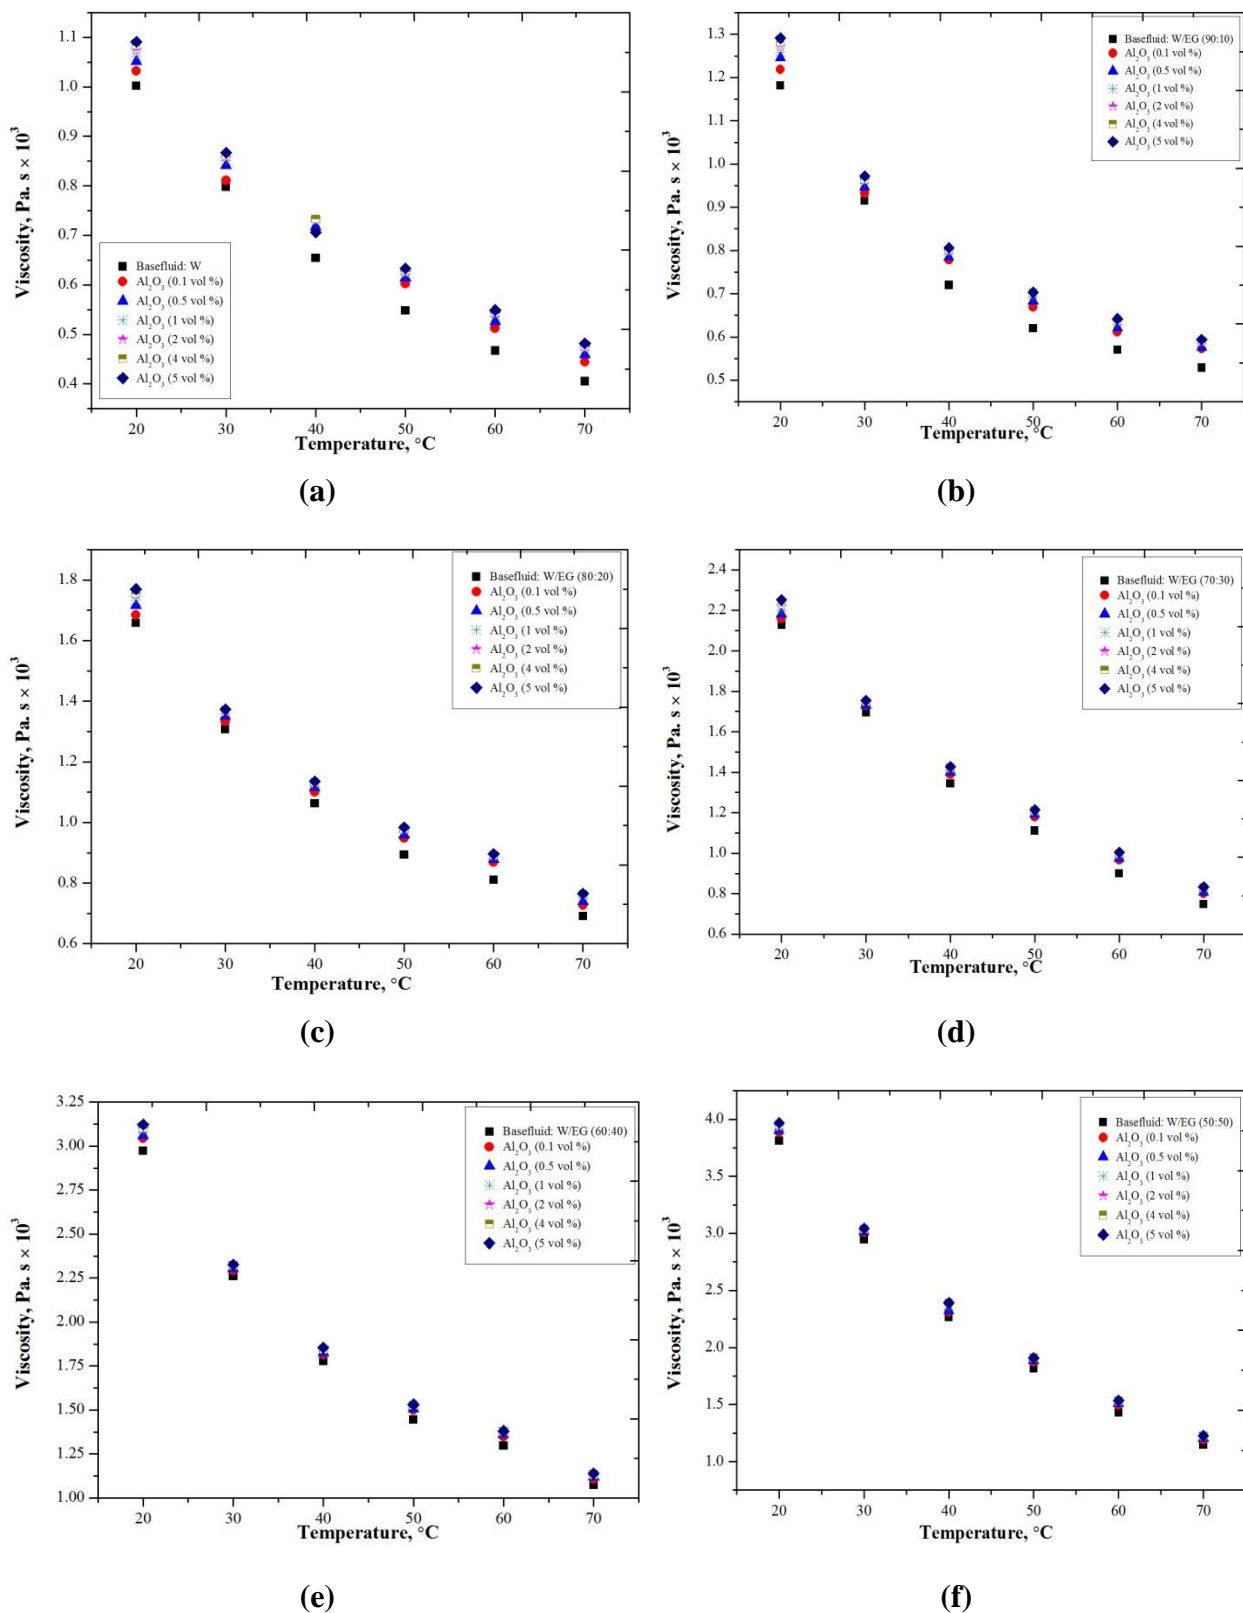 1.1
1.0
0.9
0.8
0.7
0.6
0.5
0.4
Viscosity, Pa. s × 10³
Basefluid: W
Al₂O₃ (0.1 vol %)
Al₂O₃ (0.5 vol %)
Al₂O₃ (1 vol %)
Al₂O₃ (2 vol %)
Al₂O₃ (4 vol %)
Al₂O₃ (5 vol %)
20 30 40 50 60 70
Temperature, °C
(a)
1.3
1.2
1.1
1.0
0.9
0.8
0.7
0.6
0.5
Viscosity, Pa. s × 10³
Basefluid: W/EG (90:10)
Al₂O₃ (0.1 vol %)
Al₂O₃ (0.5 vol %)
Al₂O₃ (1 vol %)
Al₂O₃ (2 vol %)
Al₂O₃ (4 vol %)
Al₂O₃ (5 vol %)
20 30 40 50 60 70
Temperature, °C
(b)
1.8
1.6
1.4
1.2
1.0
0.8
0.6
Viscosity, Pa. s × 10³
Basefluid: W/EG (80:20)
Al₂O₃ (0.1 vol %)
Al₂O₃ (0.5 vol %)
Al₂O₃ (1 vol %)
Al₂O₃ (2 vol %)
Al₂O₃ (4 vol %)
Al₂O₃ (5 vol %)
20 30 40 50 60 70
Temperature, °C
(c)
2.4
2.2
2.0
1.8
1.6
1.4
1.2
1.0
0.8
0.6
Viscosity, Pa. s × 10³
Basefluid: W/EG (70:30)
Al₂O₃ (0.1 vol %)
Al₂O₃ (0.5 vol %)
Al₂O₃ (1 vol %)
Al₂O₃ (2 vol %)
Al₂O₃ (4 vol %)
Al₂O₃ (5 vol %)
20 30 40 50 60 70
Temperature, °C
(d)
3.25
3.00
2.75
2.50
2.25
2.00
1.75
1.50
1.25
1.00
Viscosity, Pa. s × 10³
Basefluid: W/EG (60:40)
Al₂O₃ (0.1 vol %)
Al₂O₃ (0.5 vol %)
Al₂O₃ (1 vol %)
Al₂O₃ (2 vol %)
Al₂O₃ (4 vol %)
Al₂O₃ (5 vol %)
20 30 40 50 60 70
Temperature, °C
(e)
4.0
3.5
3.0
2.5
2.0
1.5
1.0
Viscosity, Pa. s × 10³
Basefluid: W/EG (50:50)
Al₂O₃ (0.1 vol %)
Al₂O₃ (0.5 vol %)
Al₂O₃ (1 vol %)
Al₂O₃ (2 vol %)
Al₂O₃ (4 vol %)
Al₂O₃ (5 vol %)
20 30 40 50 60 70
Temperature, °C
(f)